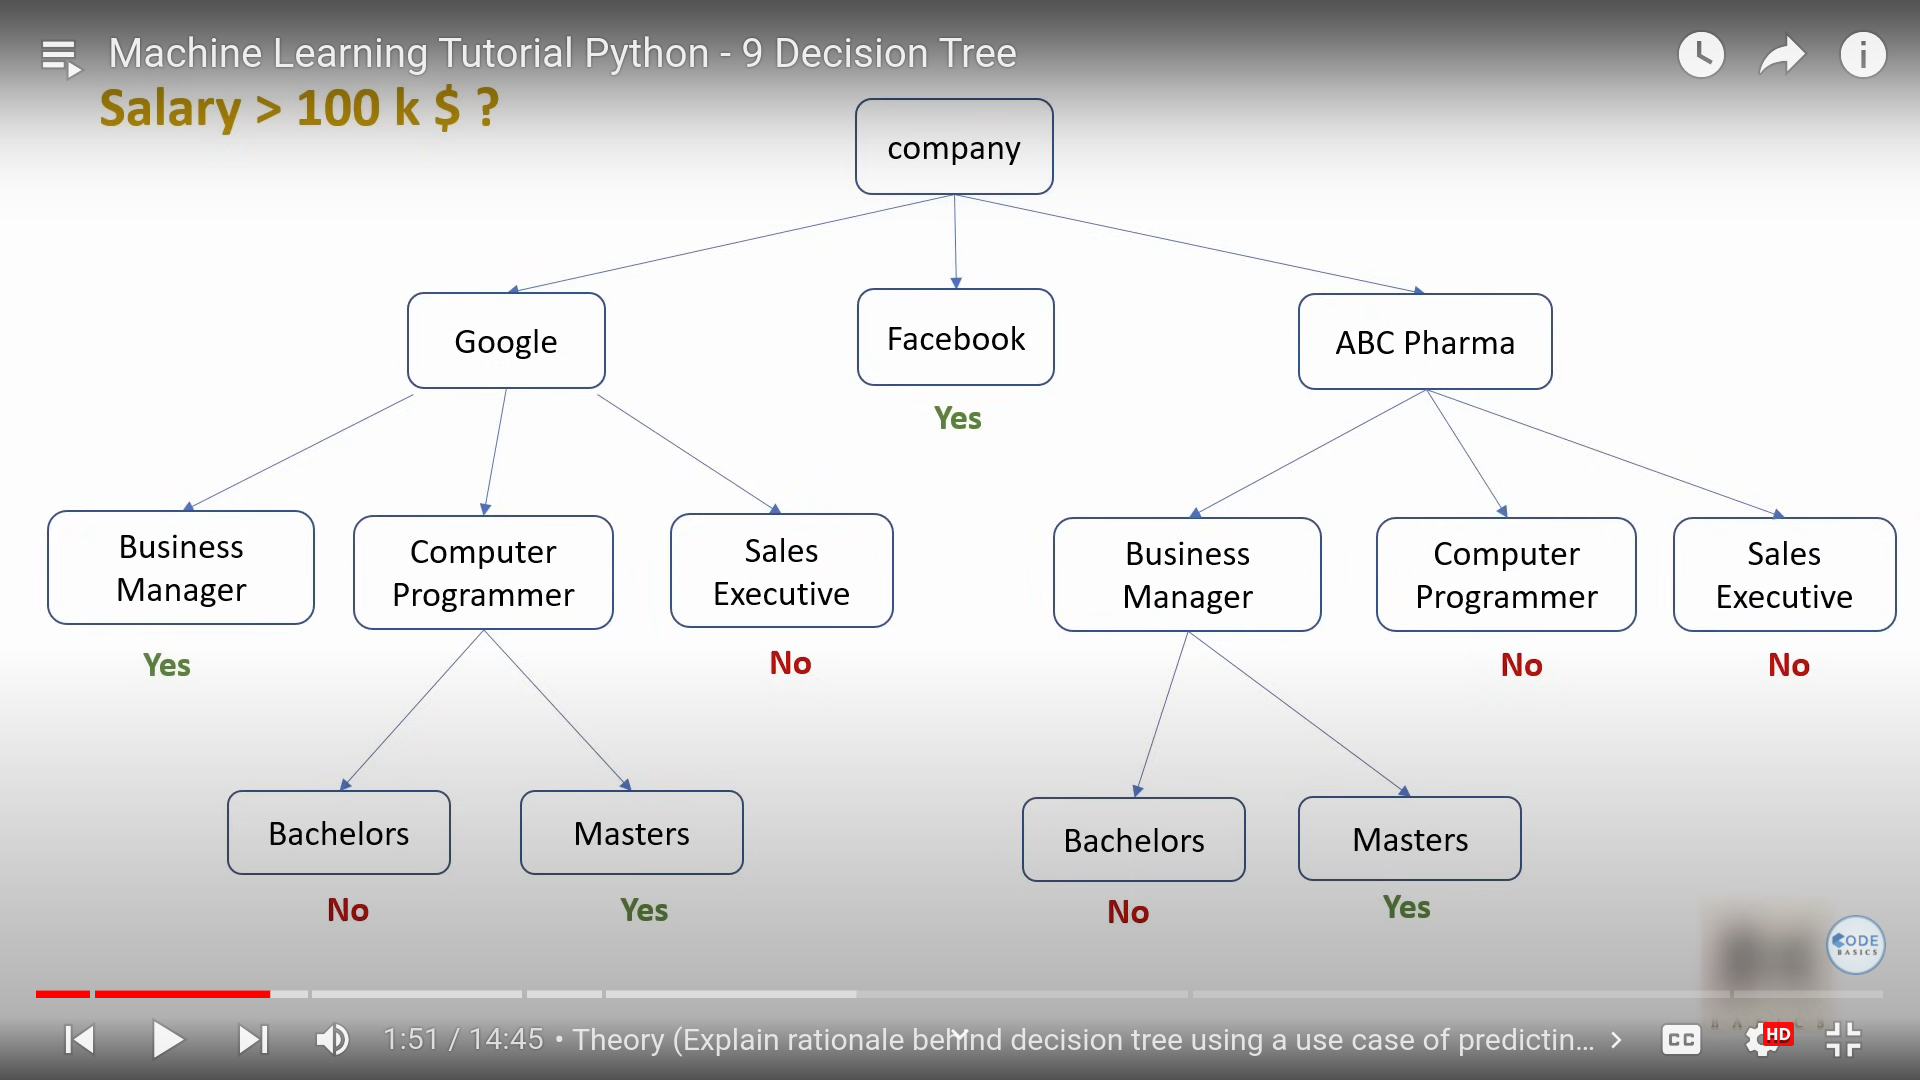 Machine Learning Tutorial Python - 9 Decision Tree
Salary > 100 k $ ?
company
Google
Facebook
ABC Pharma
Yes
Business
Manager
Computer
Programmer
Sales
Executive
Business
Manager
Computer
Programmer
Sales
Executive
Yes
No
No
No
Bachelors
Masters
Bachelors
Masters
No
Yes
No
Yes
CODE
BASICS
1:51 / 14:45 • Theory (Explain rationale behind decision tree using a use case of predictin...
CC
HD